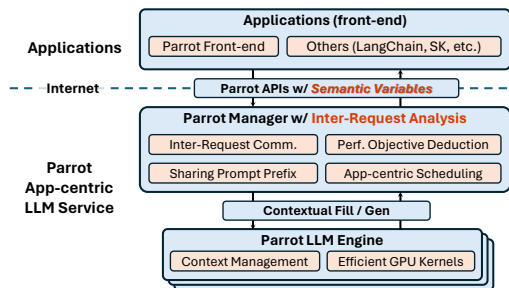 Applications (front-end)
Applications
Parrot Front-end
Others (LangChain, SK, etc.)
Internet
Parrot APIs w/ Semantic Variables
Parrot Manager w/ Inter-Request Analysis
Inter-Request Comm.
Perf. Objective Deduction
Sharing Prompt Prefix
App-centric Scheduling
Parrot
App-centric
LLM Service
Contextual Fill / Gen
Parrot LLM Engine
Context Management
Efficient GPU Kernels